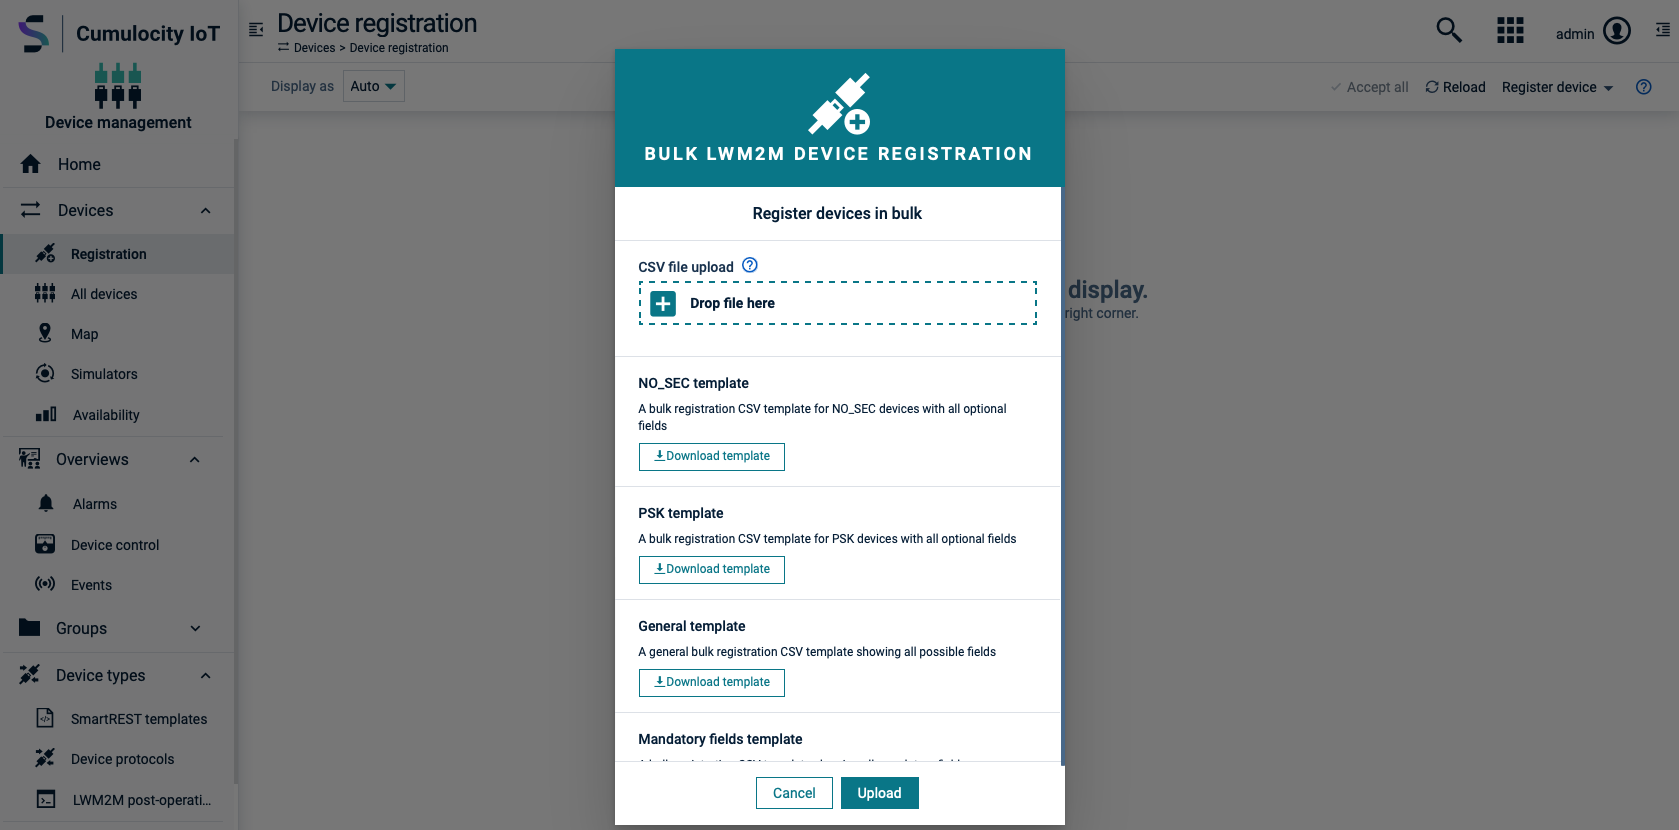 Cumulocity IoT
Device management
Home
Devices
Registration
All devices
Map
Simulators
Availability
Overviews
Alarms
Device control
Events
Groups
Device types
SmartREST templates
Device protocols
LWM2M post-operati...
Device registration
Devices > Device registration
admin
Display as
Auto
Accept all
Reload
Register device
display.
right corner.
BULK LWM2M DEVICE REGISTRATION
Register devices in bulk
CSV file upload
Drop file here
NO_SEC template
A bulk registration CSV template for NO_SEC devices with all optional
fields
Download template
PSK template
A bulk registration CSV template for PSK devices with all optional fields
Download template
General template
A general bulk registration CSV template showing all possible fields
Download template
Mandatory fields template
Cancel
Upload